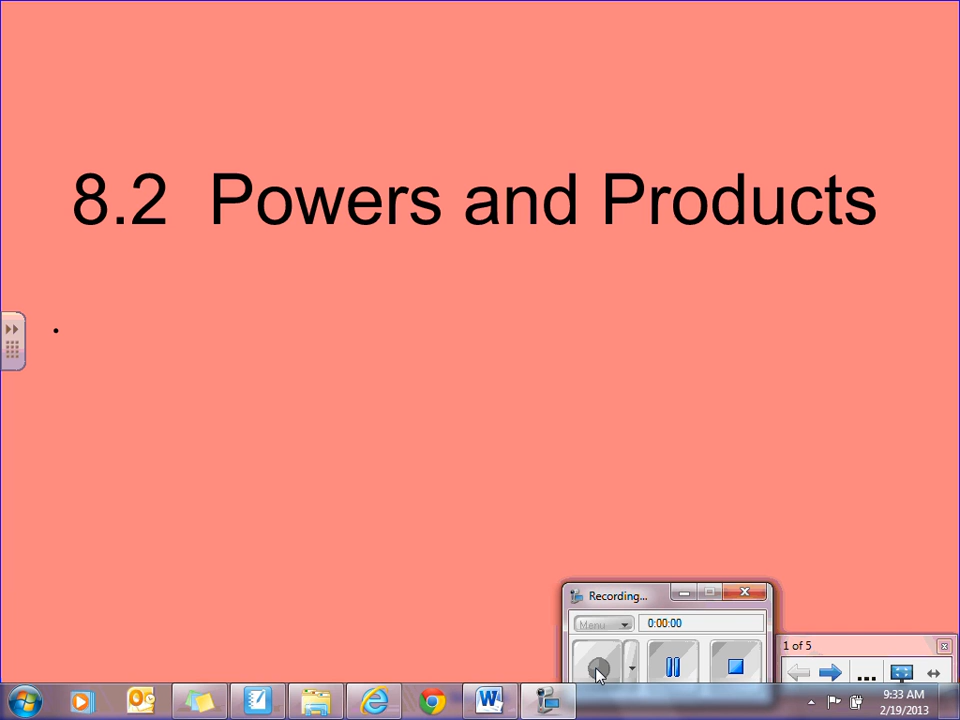 8.2 Powers and Products
.
Recording...
Menu
0:00:00
1 of 5
...
9:33 AM
2/19/2013